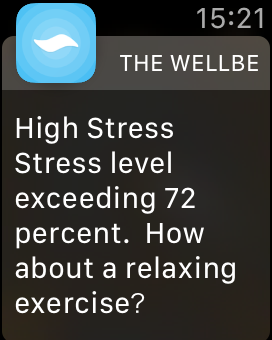 15:21
THE WELLBE
High Stress
Stress level
exceeding 72
percent.  How
about a relaxing
exercise?